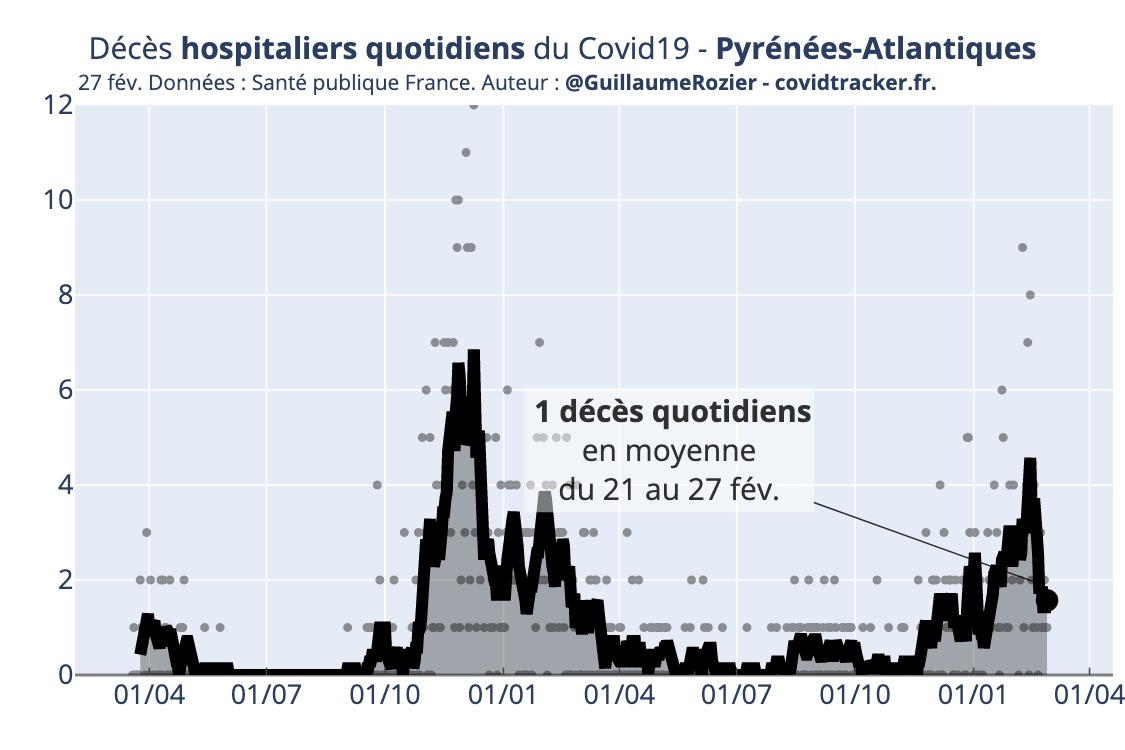 Décès hospitaliers quotidiens du Covid19 - Pyrénées-Atlantiques
27 fév. Données : Santé publique France. Auteur : @GuillaumeRozier - covidtracker.fr.
12
10
8
6
4
2
0
1 décès quotidiens
en moyenne
du 21 au 27 fév.
01/04 01/07 01/10 01/01 01/04 01/07 01/10 01/01 01/04